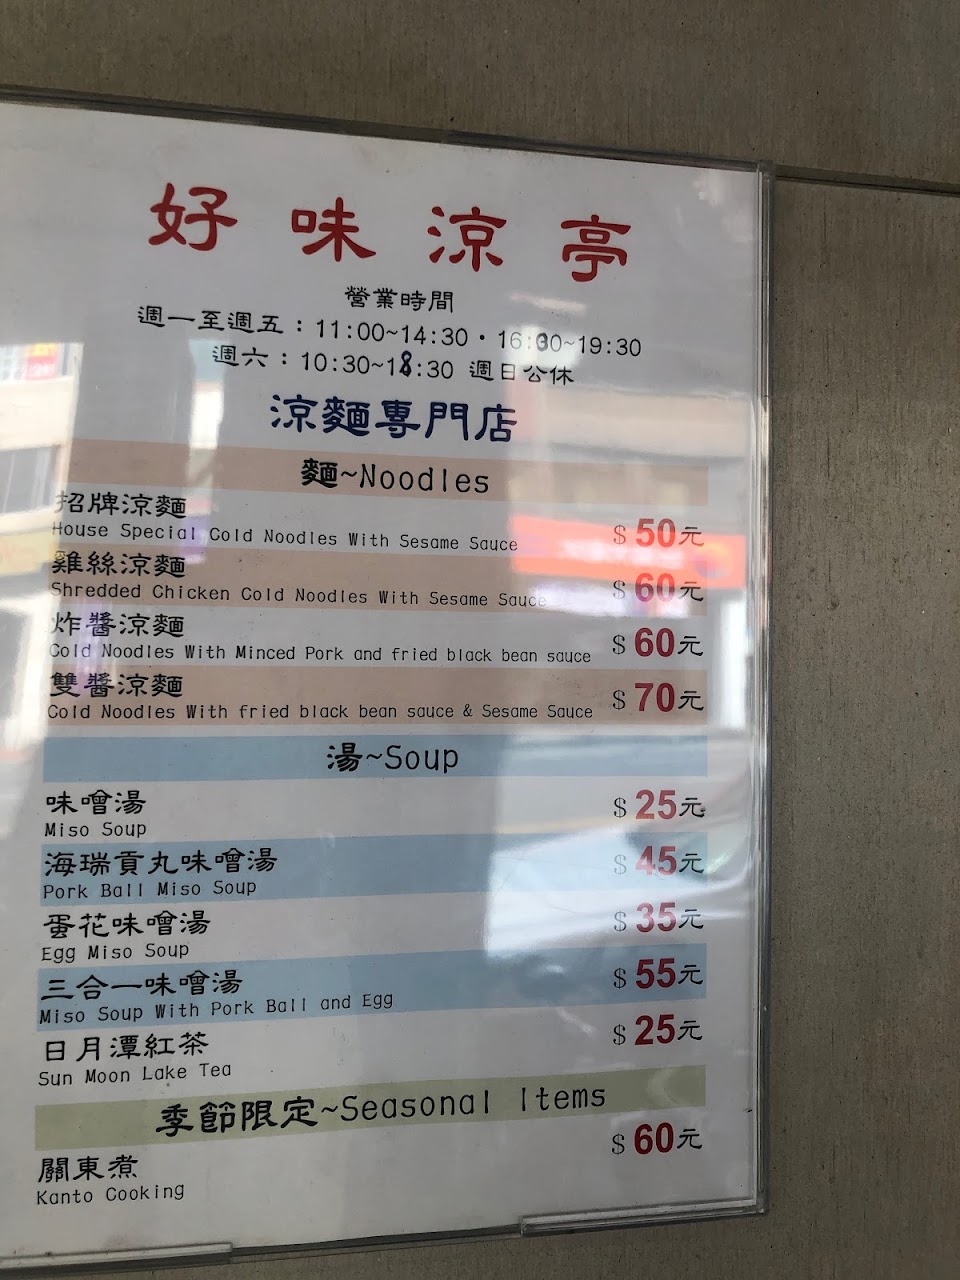 好味涼亭
營業時間
週一至週五：11:00~14:30・16:00~19:30
週六：10:30~18:30 週日公休
涼麵專門店
麵~Noodles
招牌涼麵
House Special Cold Noodles With Sesame Sauce $ 50元
雞絲涼麵
Shredded Chicken Cold Noodles With Sesame Sauce $ 60元
炸醬涼麵
Cold Noodles With Minced Pork and fried black bean sauce $ 60元
雙醬涼麵
Cold Noodles With fried black bean sauce & Sesame Sauce $ 70元
湯~Soup
味噌湯 $ 25元
Miso Soup
海瑞貢丸味噌湯 $ 45元
Pork Ball Miso Soup
蛋花味噌湯 $ 35元
Egg Miso Soup
三合一味噌湯 $ 55元
Miso Soup With Pork Ball and Egg
日月潭紅茶 $ 25元
Sun Moon Lake Tea
季節限定~Seasonal Items
關東煮 $ 60元
Kanto Cooking